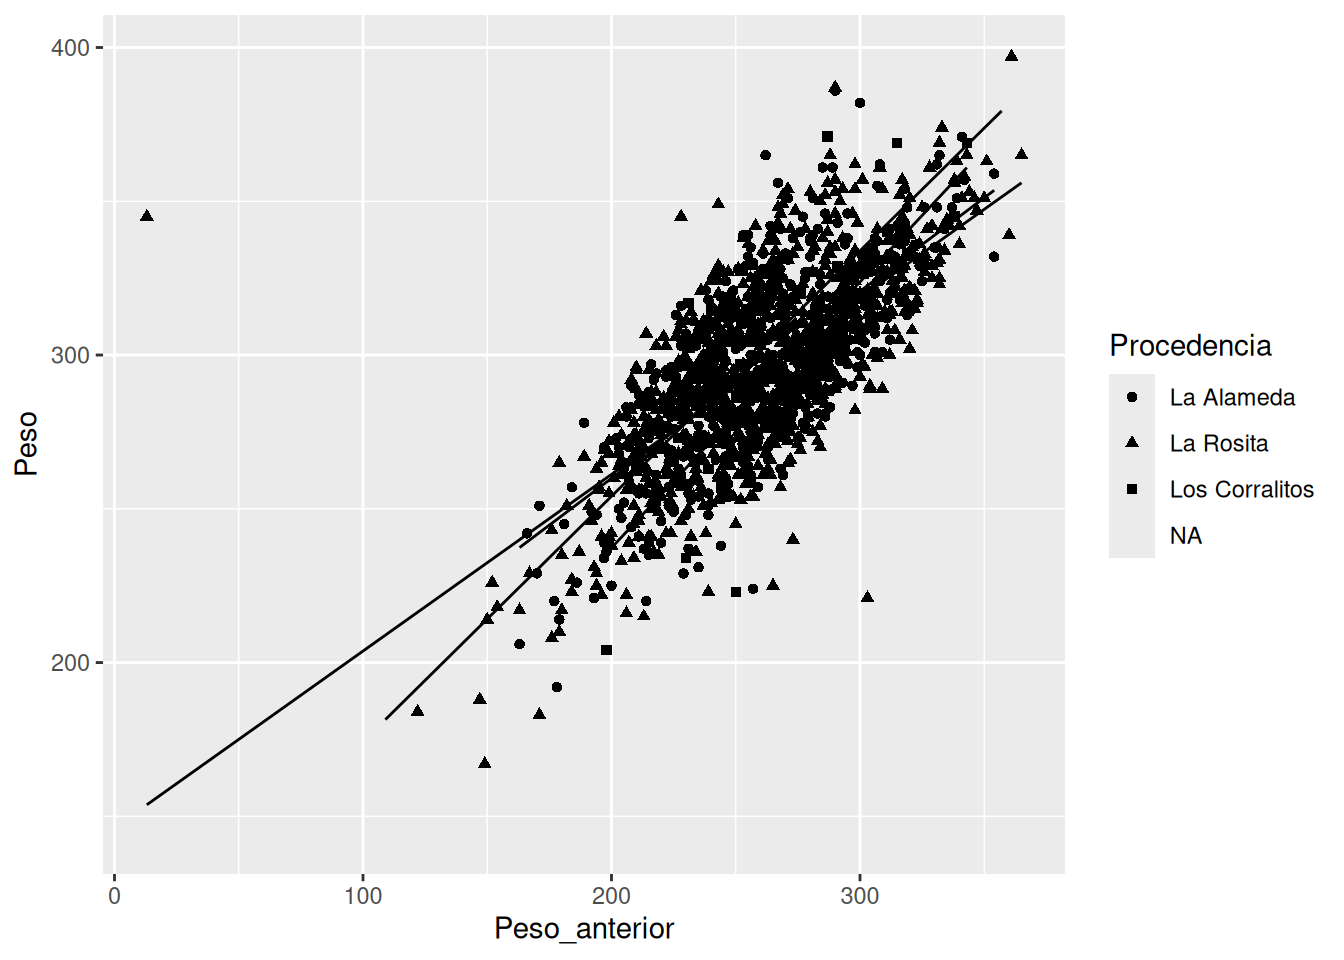 400
300
200
Peso
0
100
200
300
Peso_anterior
Procedencia
La Alameda
La Rosita
Los Corralitos
NA